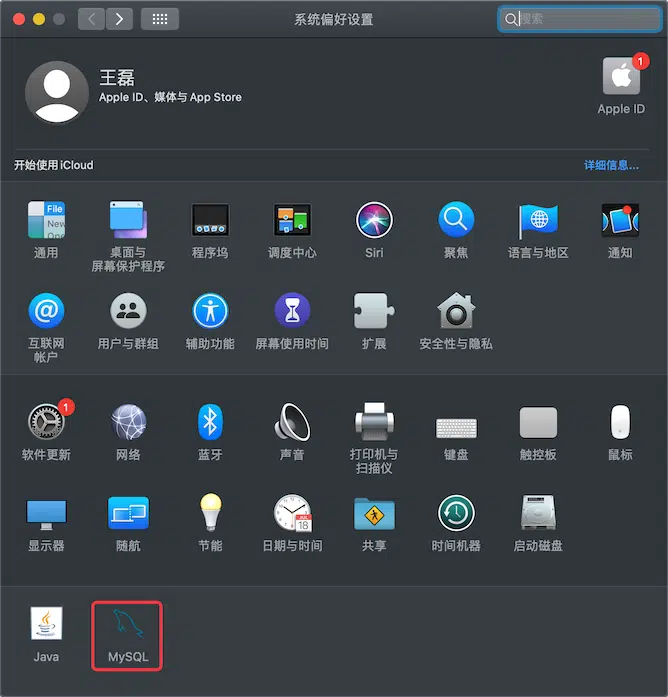 系统偏好设置
搜索
王磊
Apple ID、媒体与 App Store
1
Apple ID
开始使用 iCloud
详细信息...
File
New
Ope
通用
桌面与
屏幕保护程序
程序坞
调度中心
Siri
聚焦
语言与地区
通知
@
互联网
帐户
用户与群组
辅助功能
屏幕使用时间
扩展
安全性与隐私
1
软件更新
网络
蓝牙
声音
打印机与
扫描仪
键盘
触控板
鼠标
显示器
随航
节能
JUL
18
日期与时间
共享
时间机器
启动磁盘
Java
Java
MySQL